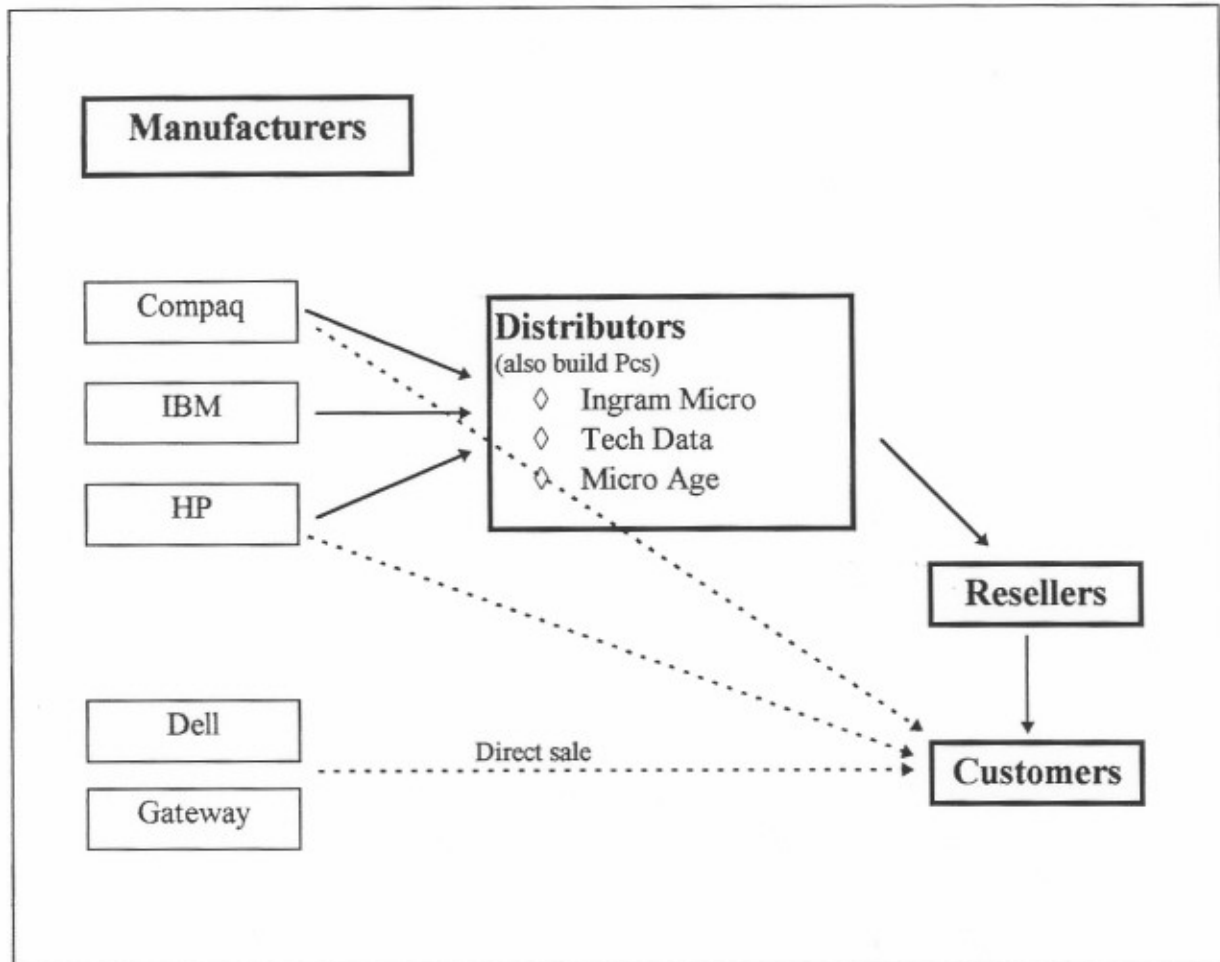 Manufacturers
Compaq
IBM
HP
Distributors
(also build Pcs)
◊ Ingram Micro
◊ Tech Data
◊ Micro Age
Resellers
Dell
Direct sale
Gateway
Customers